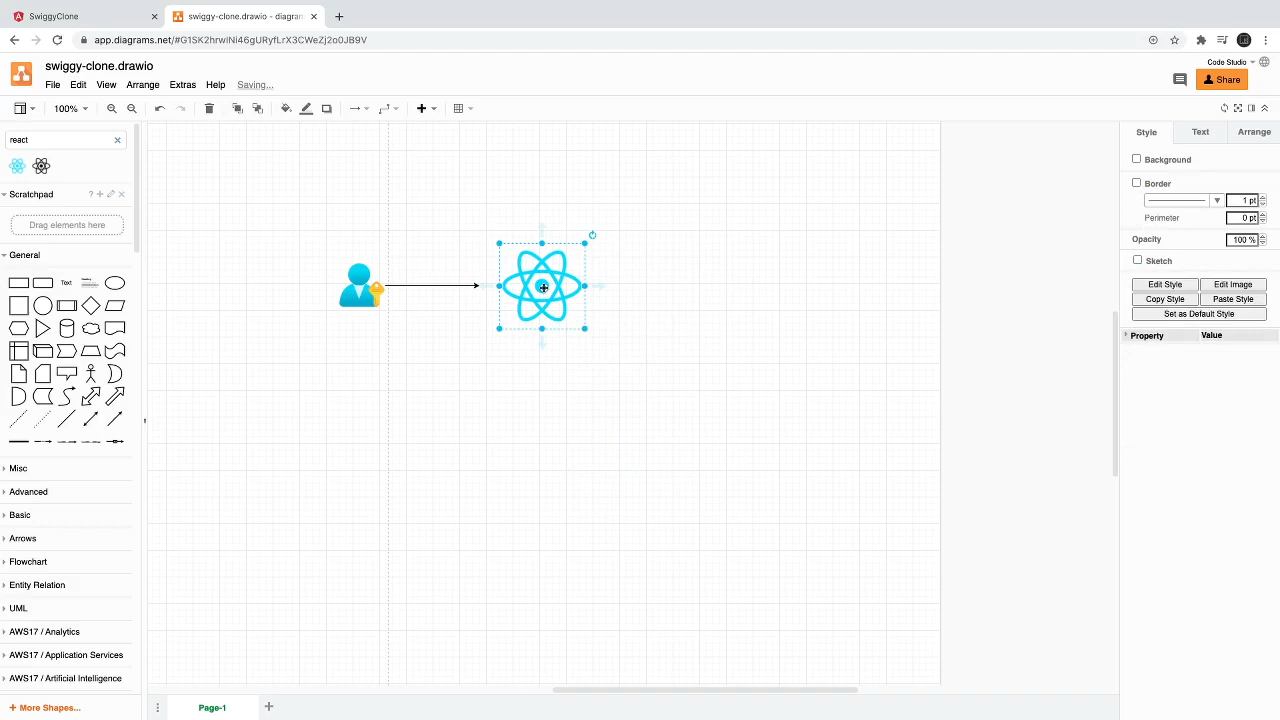 SwiggyClone
swiggy-clone.drawio - diagram
app.diagrams.net/#G1SK2hrwlNi46gURyfLrX3CWeZj2o0JB9V
swiggy-clone.drawio
Code Studio
File Edit View Arrange Extras Help Saving...
Share
100%
react
Style Text Arrange
Background
Scratchpad
Border
1 pt
Drag elements here
Perimeter
0 pt
General
Opacity
100 %
Text
Sketch
Edit Style Edit Image
Copy Style Paste Style
Set as Default Style
Property Value
Misc
Advanced
Basic
Arrows
Flowchart
Entity Relation
UML
AWS17 / Analytics
AWS17 / Application Services
AWS17 / Artificial Intelligence
+ More Shapes...
Page-1